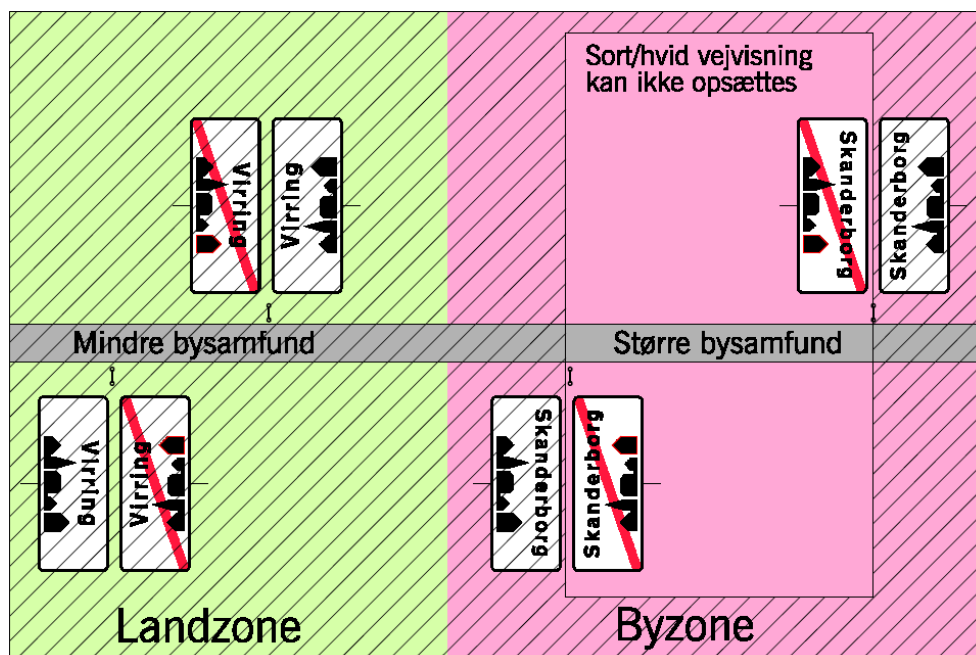 Sort/hvid vejvisning
kan ikke opsættes
Virring
Virring
Skanderborg
Skanderborg
Mindre bysamfund
Større bysamfund
Virring
Virring
Skanderborg
Skanderborg
Landzone
Byzone